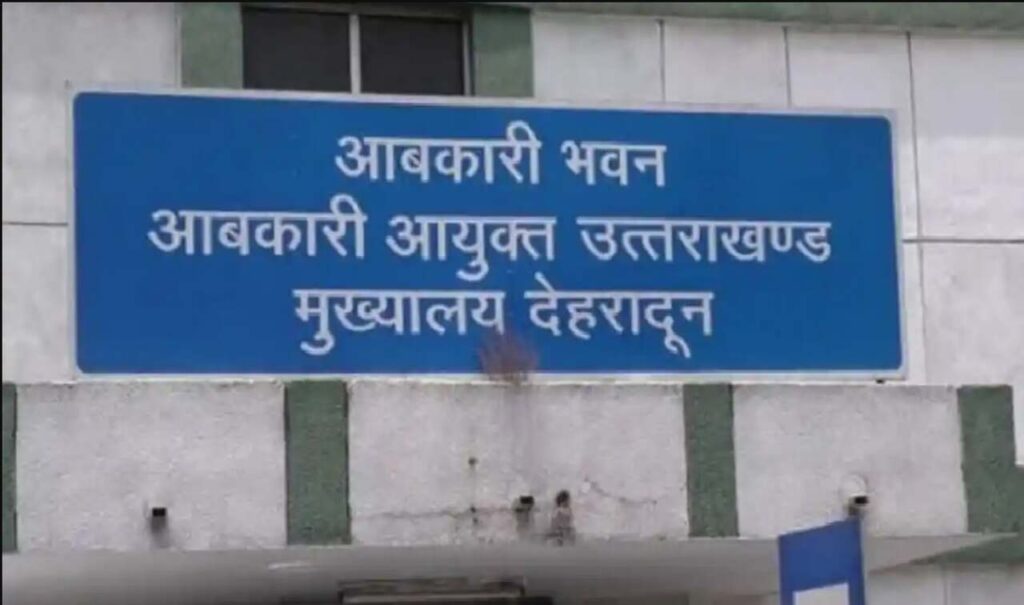 आबकारी भवन
आबकारी आयुक्त उत्तराखण्ड
मुख्यालय देहरादून